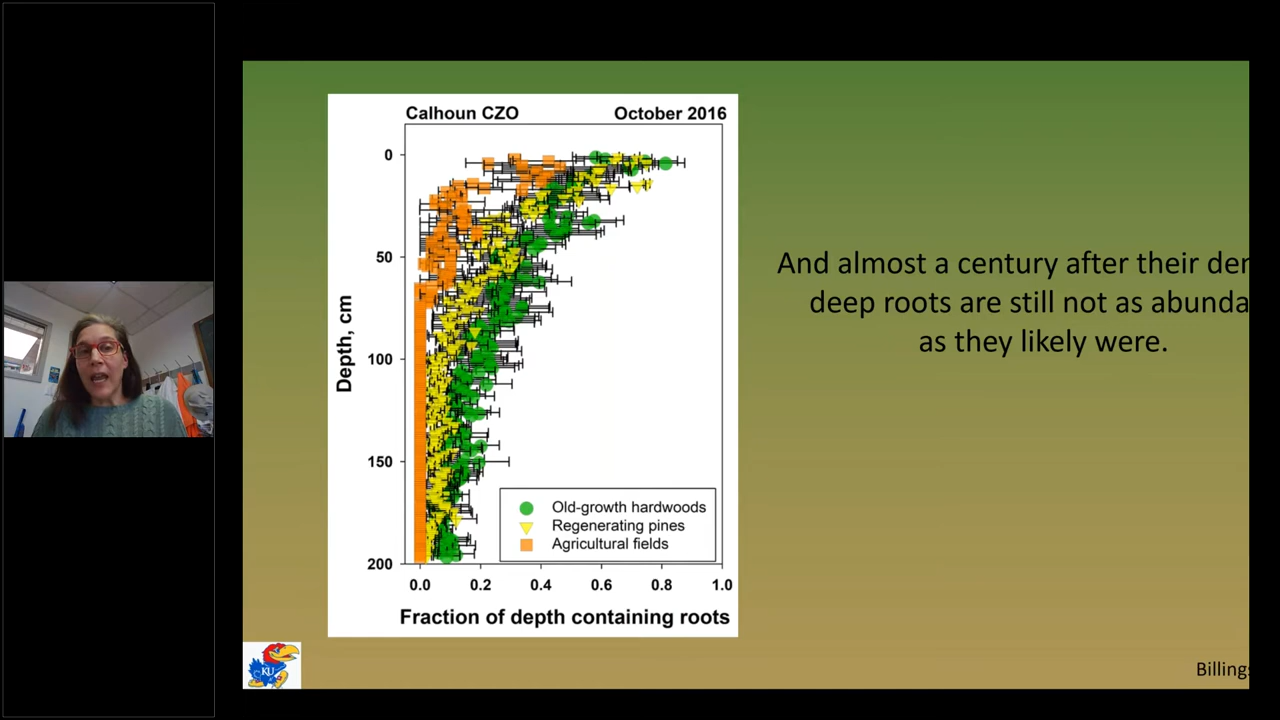 Calhoun CZO October 2016
0
50
100
150
200
Depth, cm
Old-growth hardwoods
Regenerating pines
Agricultural fields
0.0 0.2 0.4 0.6 0.8 1.0
Fraction of depth containing roots
And almost a century after their
deep roots are still not as
as they likely were.
KU